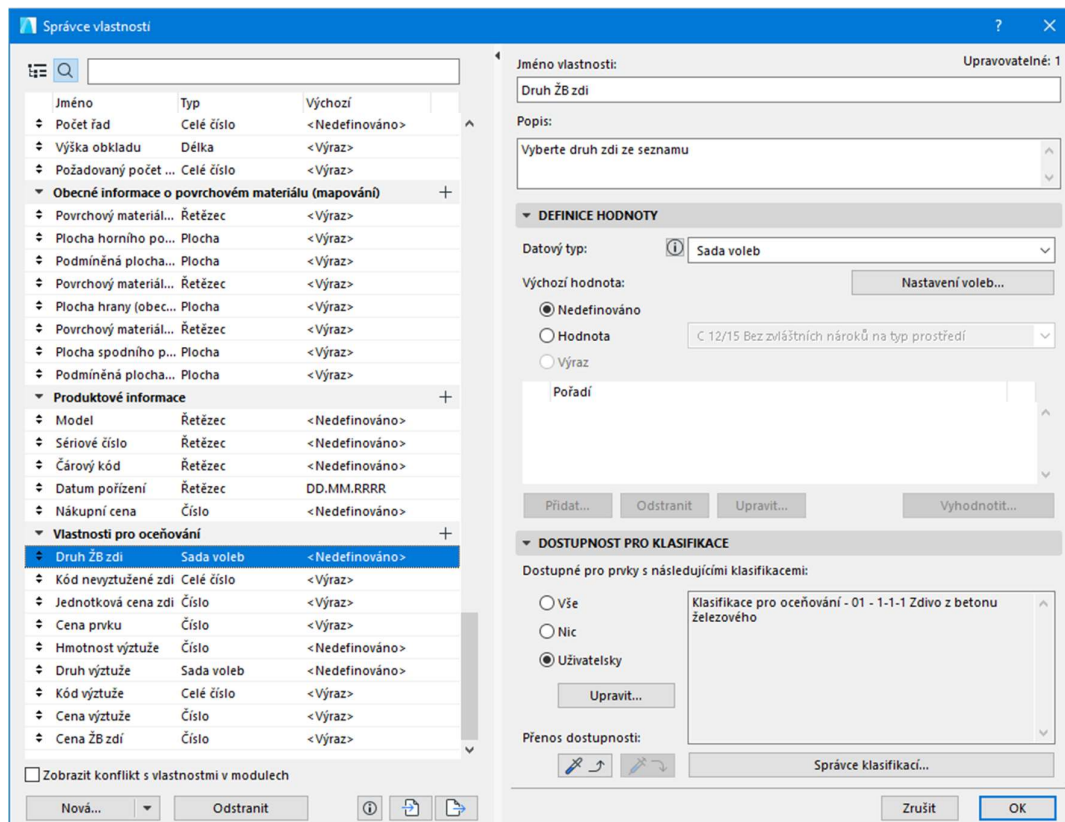 Správce vlastností
?
Jméno Typ Výchozí
Počet řad Celé číslo <Nedefinováno>
Výška obkladu Délka <Výraz>
Požadovaný počet ... Celé číslo <Výraz>
Obecné informace o povrchovém materiálu (mapování)
Povrchový materiál... Řetězec <Výraz>
Plocha horního po... Plocha <Výraz>
Podmíněná plocha... Plocha <Výraz>
Povrchový materiál... Řetězec <Výraz>
Plocha hrany (obec... Plocha <Výraz>
Povrchový materiál... Řetězec <Výraz>
Plocha spodního p... Plocha <Výraz>
Podmíněná plocha... Plocha <Výraz>
Produktové informace
Model Řetězec <Nedefinováno>
Sériové číslo Řetězec <Nedefinováno>
Čárový kód Řetězec <Nedefinováno>
Datum pořízení Řetězec DD.MM.RRRR
Nákupní cena Číslo <Nedefinováno>
Vlastnosti pro oceňování
Druh ŽB zdi Sada voleb <Nedefinováno>
Kód nevyztužené zdi Celé číslo <Výraz>
Jednotková cena zdi Číslo <Výraz>
Cena prvku Číslo <Výraz>
Hmotnost výztuže Číslo <Nedefinováno>
Druh výztuže Sada voleb <Nedefinováno>
Kód výztuže Celé číslo <Výraz>
Cena výztuže Číslo <Výraz>
Cena ŽB zdí Číslo <Výraz>
Zobrazit konflikt s vlastnostmi v modulech
Nová... Odstranit
Jméno vlastnosti: Upravovatelné: 1
Druh ŽB zdi
Popis:
Vyberte druh zdi ze seznamu
DEFINICE HODNOTY
Datový typ: Sada voleb
Výchozí hodnota: Nastavení voleb...
Nedefinováno
Hodnota C 12/15 Bez zvláštních nároků na typ prostředí
Výraz
Pořadí
Přidat... Odstranit Upravit... Vyhodnotit...
DOSTUPNOST PRO KLASIFIKACE
Dostupné pro prvky s následujícími klasifikacemi:
Vše
Nic
Uživatelsky
Upravit...
Klasifikace pro oceňování - 01 - 1-1-1 Zdivo z betonu
železového
Přenos dostupnosti:
Správce klasifikací...
Zrušit OK